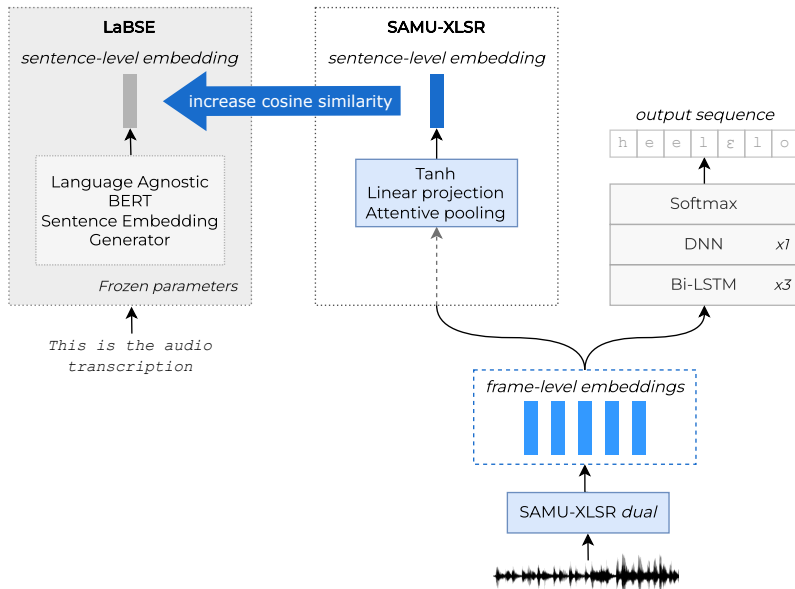 LaBSE
sentence-level embedding
Language Agnostic
BERT
Sentence Embedding
Generator
Frozen parameters
This is the audio
transcription
increase cosine similarity
SAMU-XLSR
sentence-level embedding
Tanh
Linear projection
Attentive pooling
output sequence
h e e l ε l o
Softmax
DNN x1
Bi-LSTM x3
frame-level embeddings
SAMU-XLSR dual